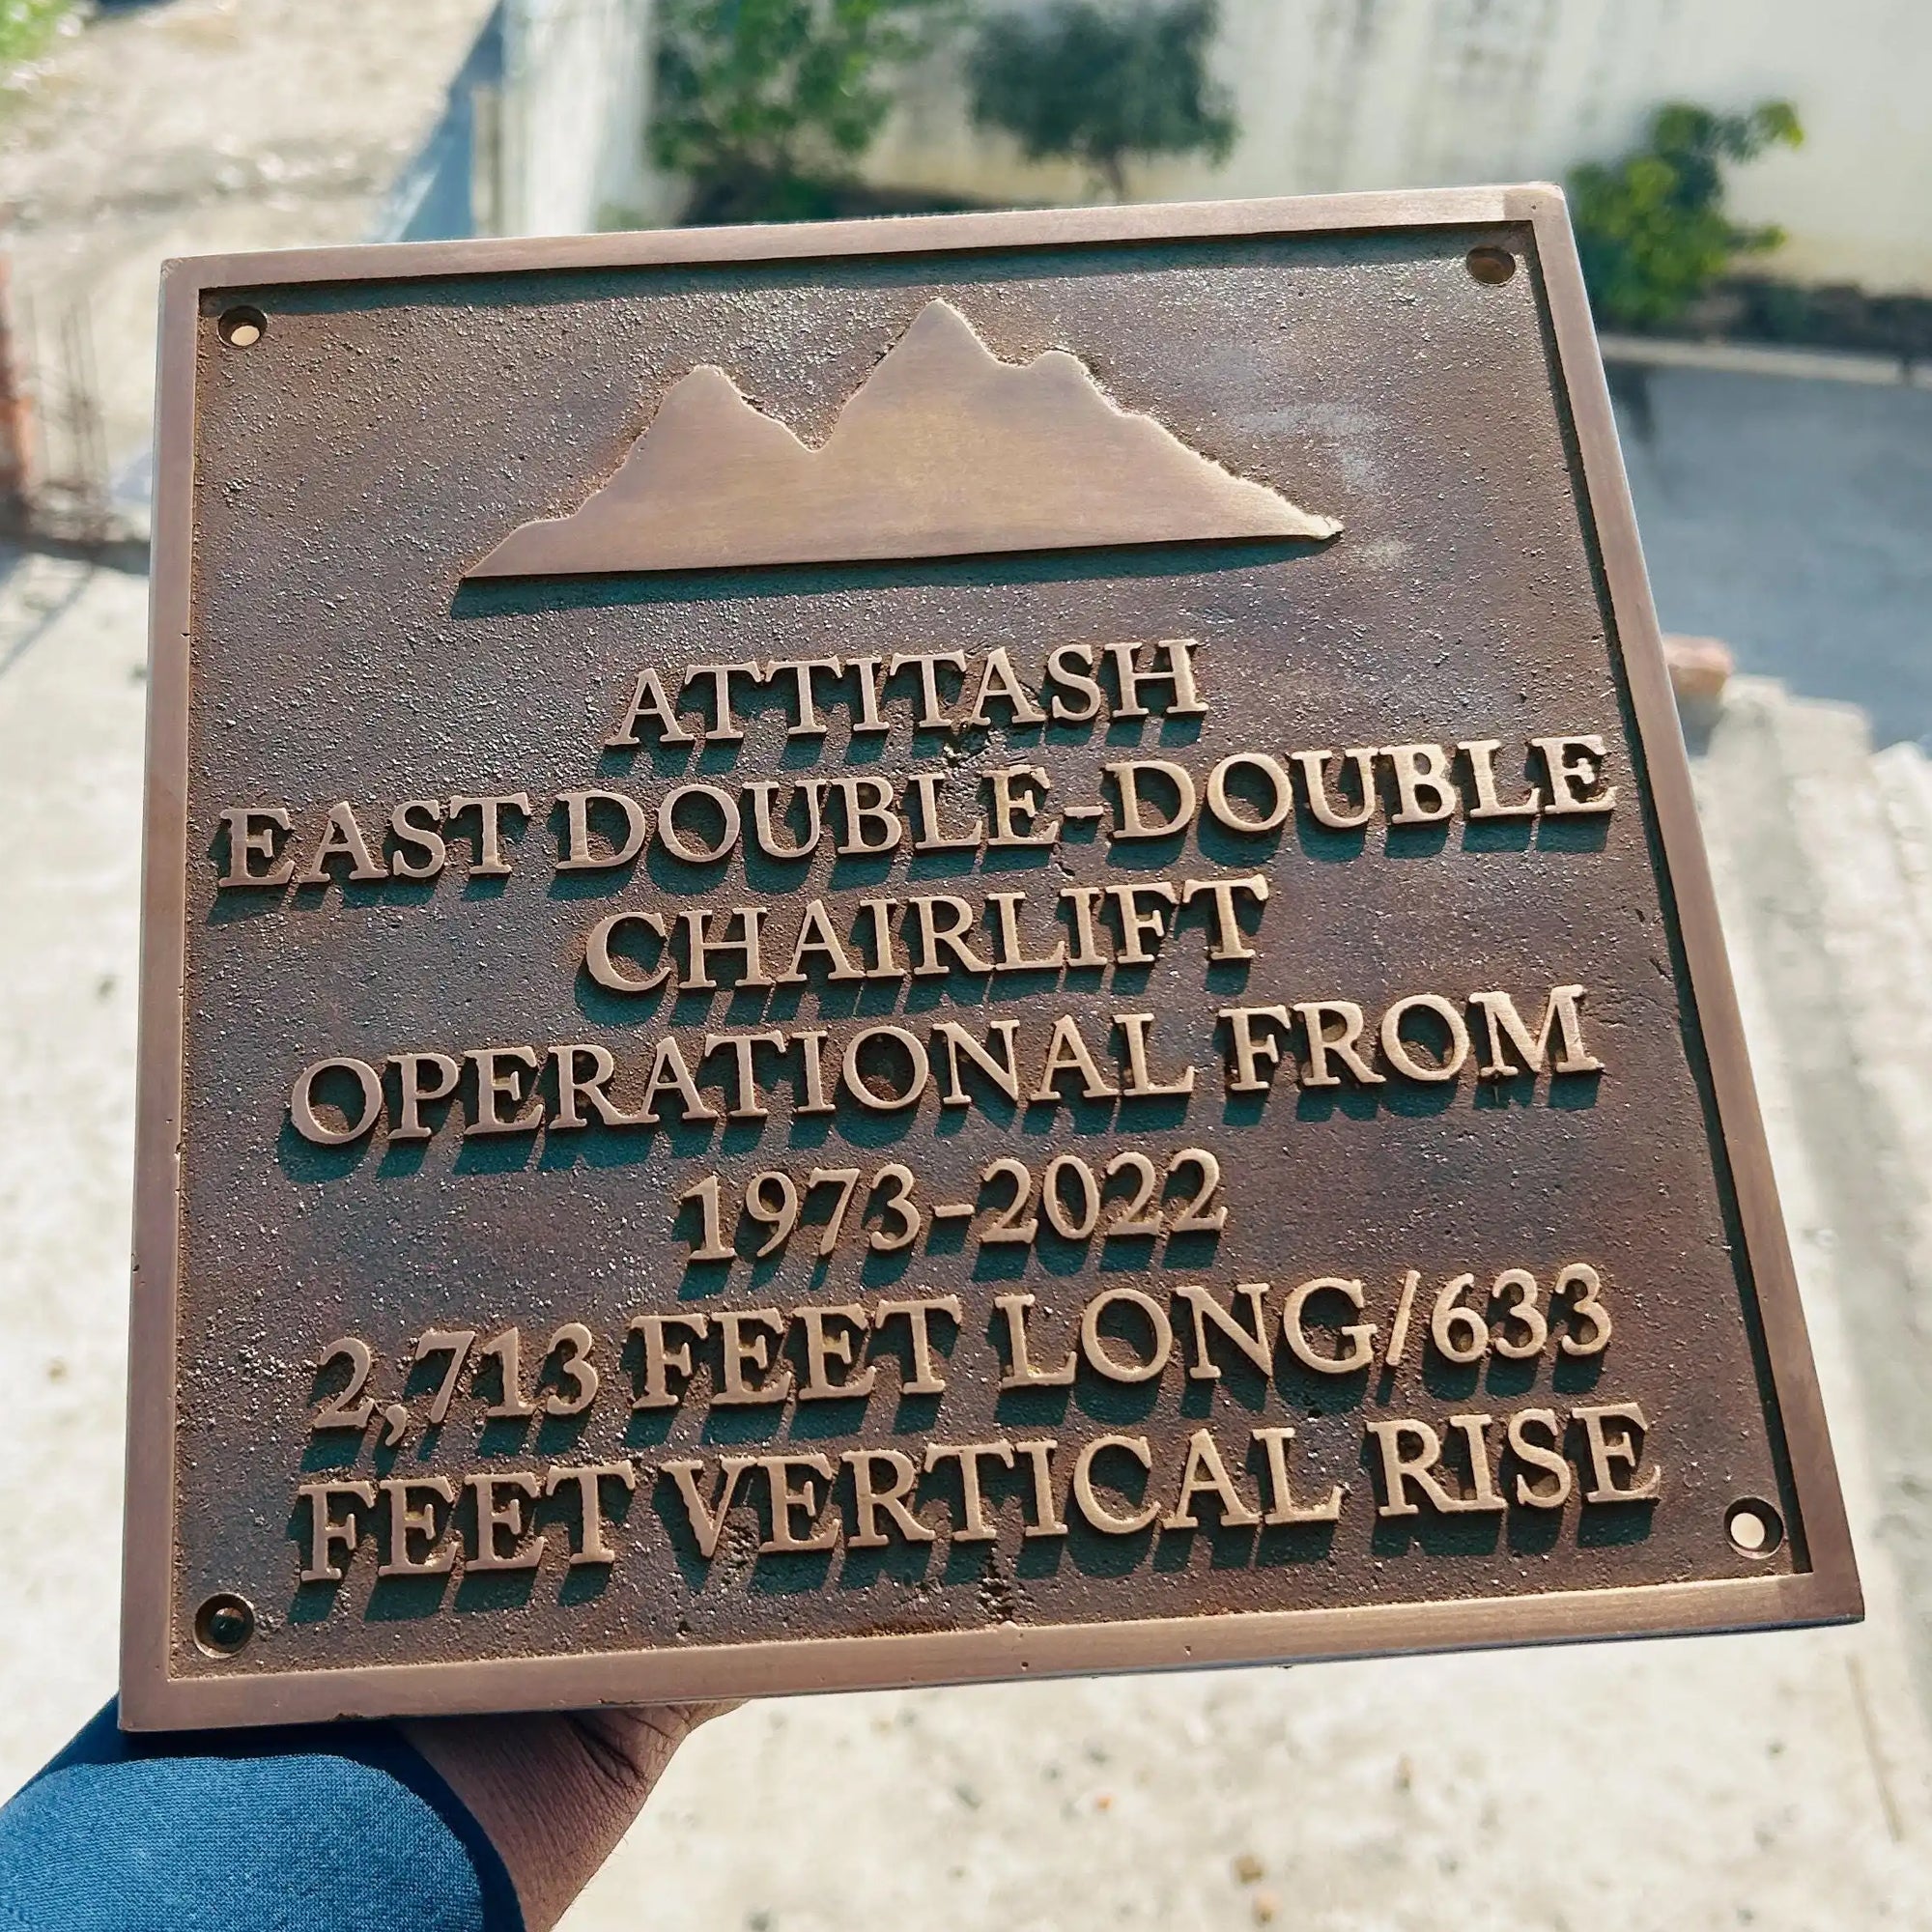 ATTITASH
EAST DOUBLE-DOUBLE
CHAIRLIFT
OPERATIONAL FROM
1973-2022
2,713 FEET LONG/633
FEET VERTICAL RISE